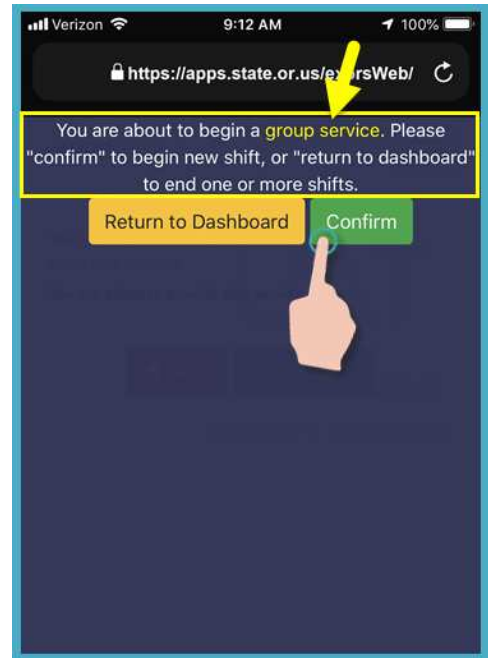 Verizon 9:12 AM 100%
https://apps.state.or.us/exprsWeb/
You are about to begin a group service. Please
"confirm" to begin new shift, or "return to dashboard"
to end one or more shifts.
Return to Dashboard Confirm